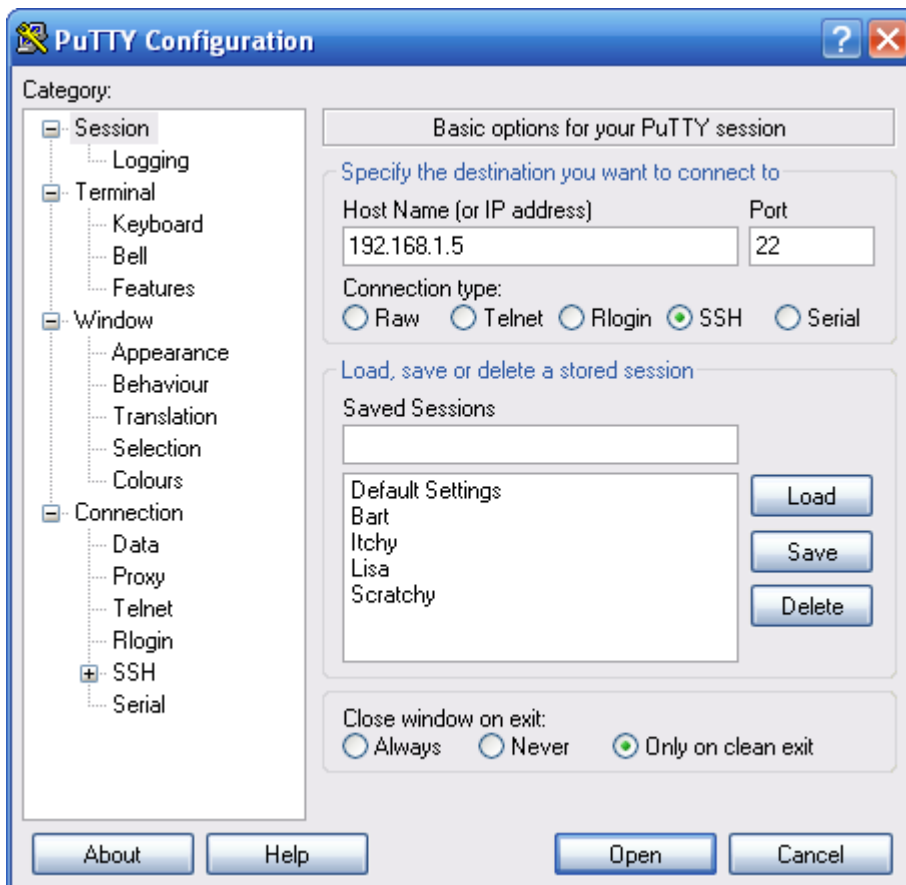 PuTTY Configuration
Category:
Session
Logging
Terminal
Keyboard
Bell
Features
Window
Appearance
Behaviour
Translation
Selection
Colours
Connection
Data
Proxy
Telnet
Rlogin
SSH
Serial
Basic options for your PuTTY session
Specify the destination you want to connect to
Host Name (or IP address) Port
192.168.1.5 22
Connection type:
Raw Telnet Rlogin SSH Serial
Load, save or delete a stored session
Saved Sessions
Default Settings
Bart
Itchy
Lisa
Scratchy
Load
Save
Delete
Close window on exit:
Always Never Only on clean exit
About Help Open Cancel